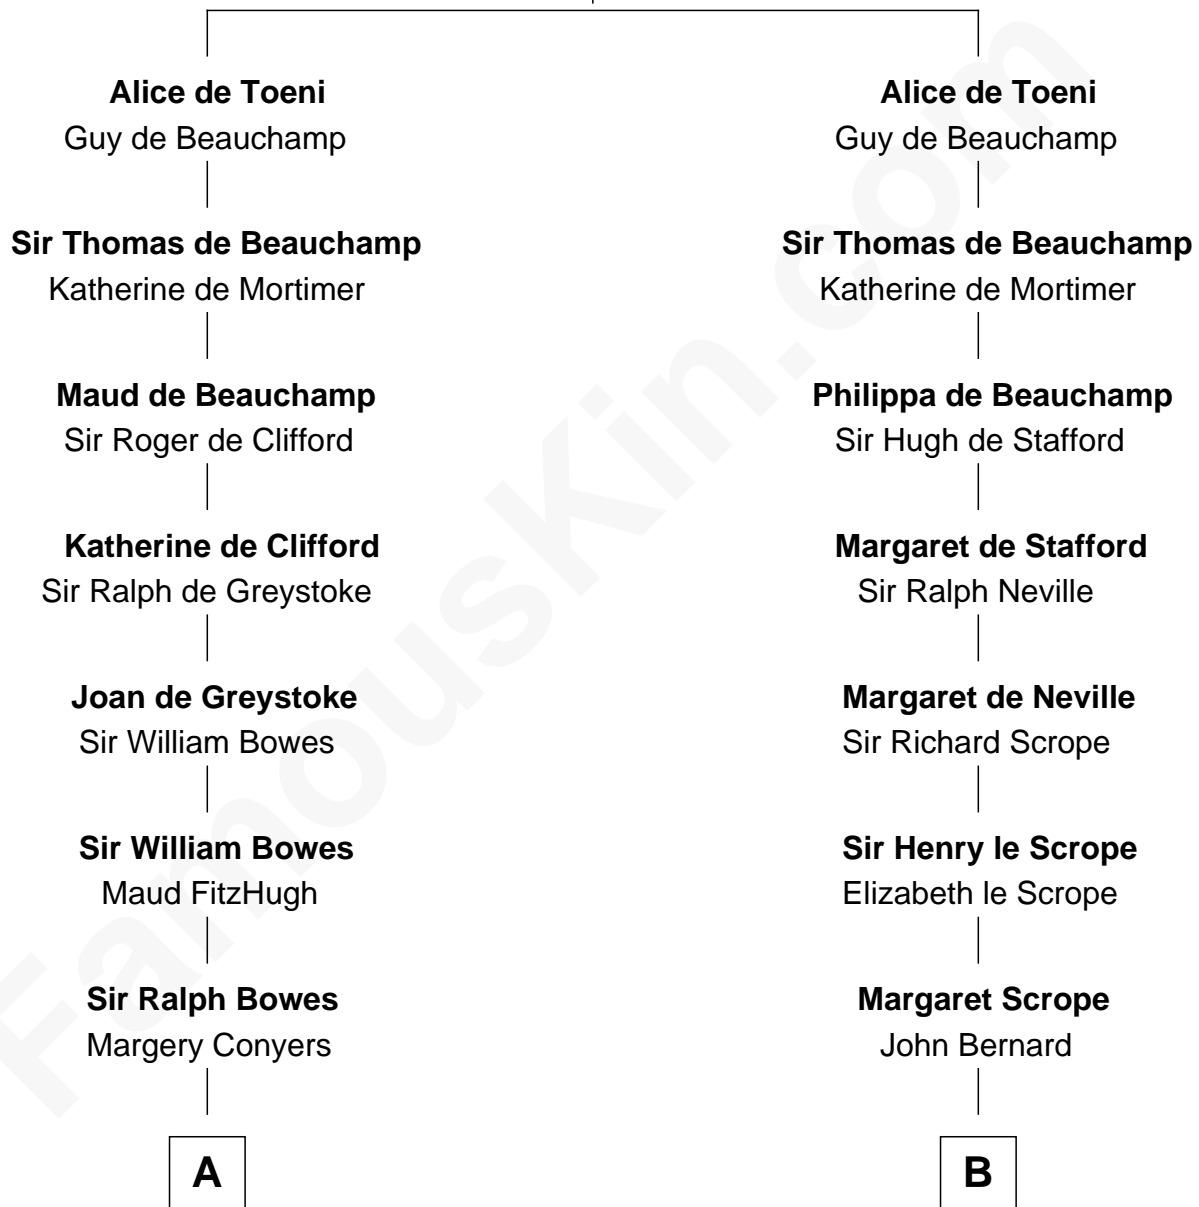 Alice de Toeni
Guy de Beauchamp
Sir Thomas de Beauchamp
Katherine de Mortimer
Maud de Beauchamp
Sir Roger de Clifford
Katherine de Clifford
Sir Ralph de Greystoke
Joan de Greystoke
Sir William Bowes
Sir William Bowes
Maud FitzHugh
Sir Ralph Bowes
Margery Conyers
A
Alice de Toeni
Guy de Beauchamp
Sir Thomas de Beauchamp
Katherine de Mortimer
Philippa de Beauchamp
Sir Hugh de Stafford
Margaret de Stafford
Sir Ralph Neville
Margaret de Neville
Sir Richard Scrope
Sir Henry le Scrope
Elizabeth le Scrope
Margaret Scrope
John Bernard
B
FamousKin.com